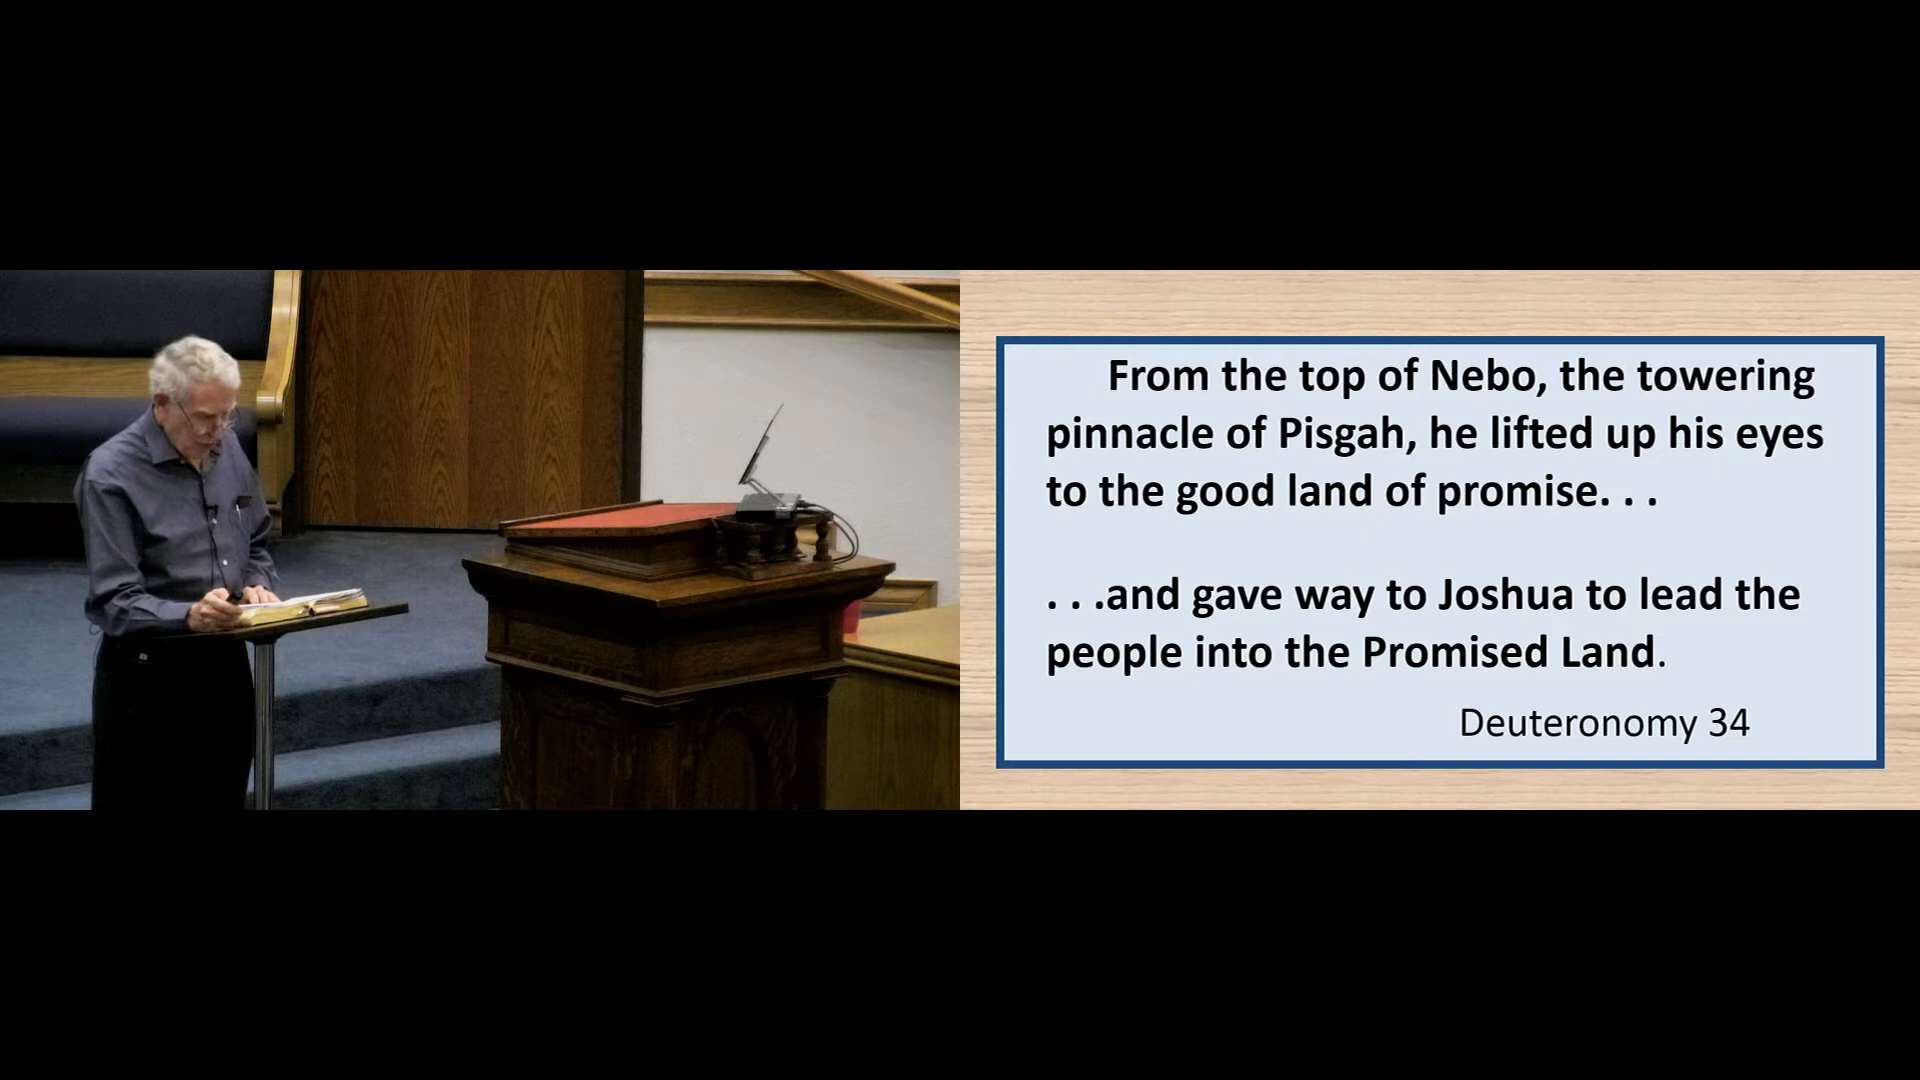 From the top of Nebo, the towering
pinnacle of Pisgah, he lifted up his eyes
to the good land of promise. . .
. . .and gave way to Joshua to lead the
people into the Promised Land.
Deuteronomy 34